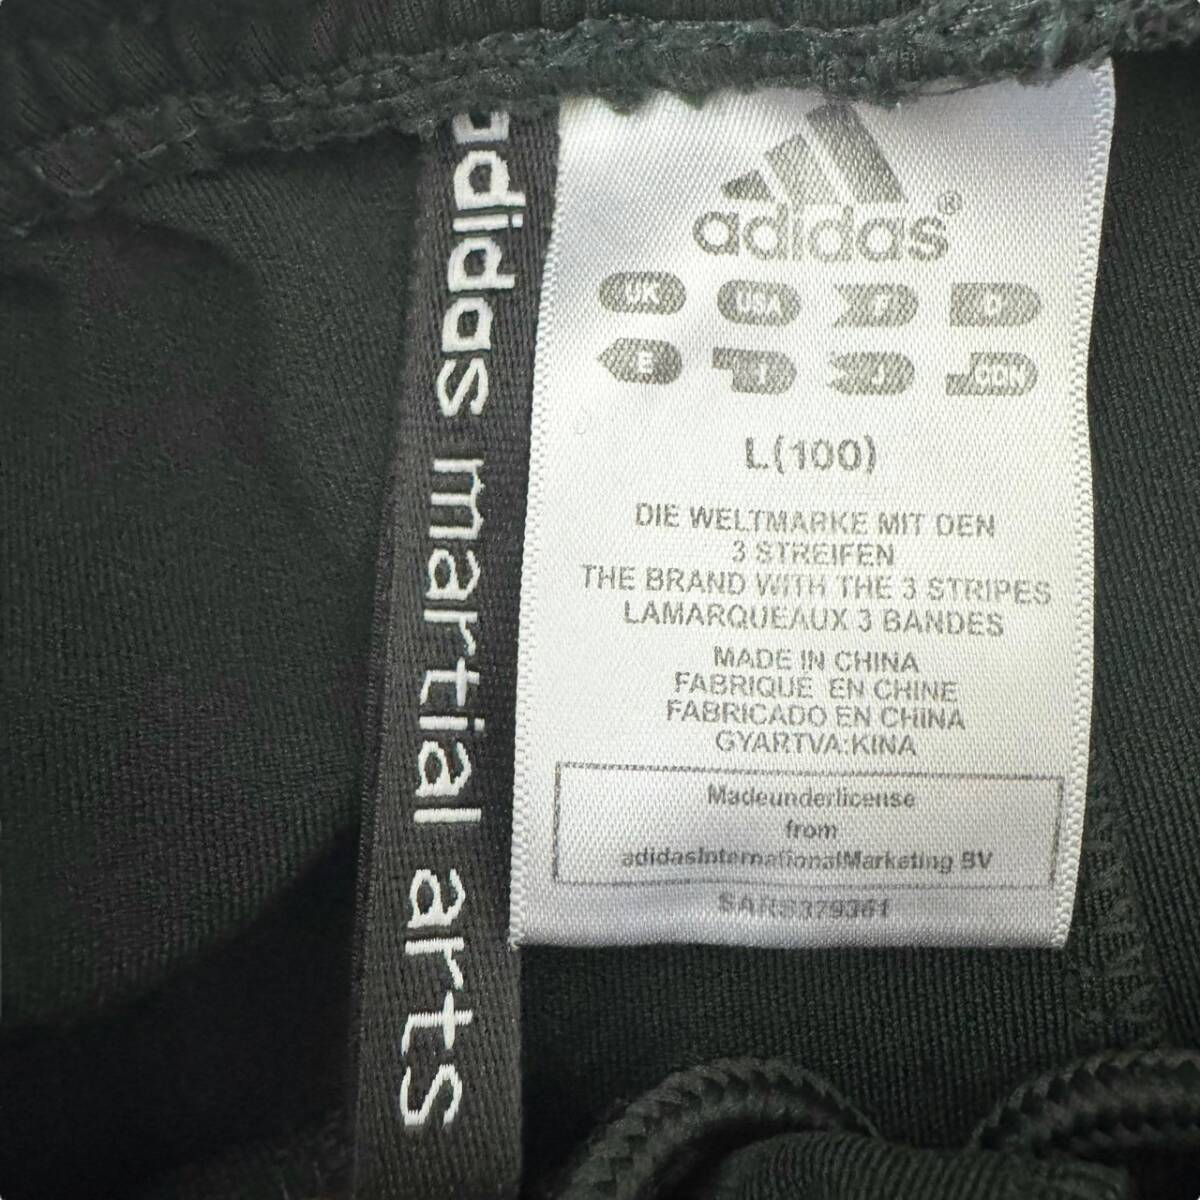 adidas martial arts
adidas®
UK USA F D
E I J CDN
L(100)
DIE WELTMARKE MIT DEN
3 STREIFEN
THE BRAND WITH THE 3 STRIPES
LAMARQUEAUX 3 BANDES
MADE IN CHINA
FABRIQUE EN CHINE
FABRICADO EN CHINA
GYARTVA:KINA
Madeunderlicense
from
adidasInternationalMarketing BV
SARS379361